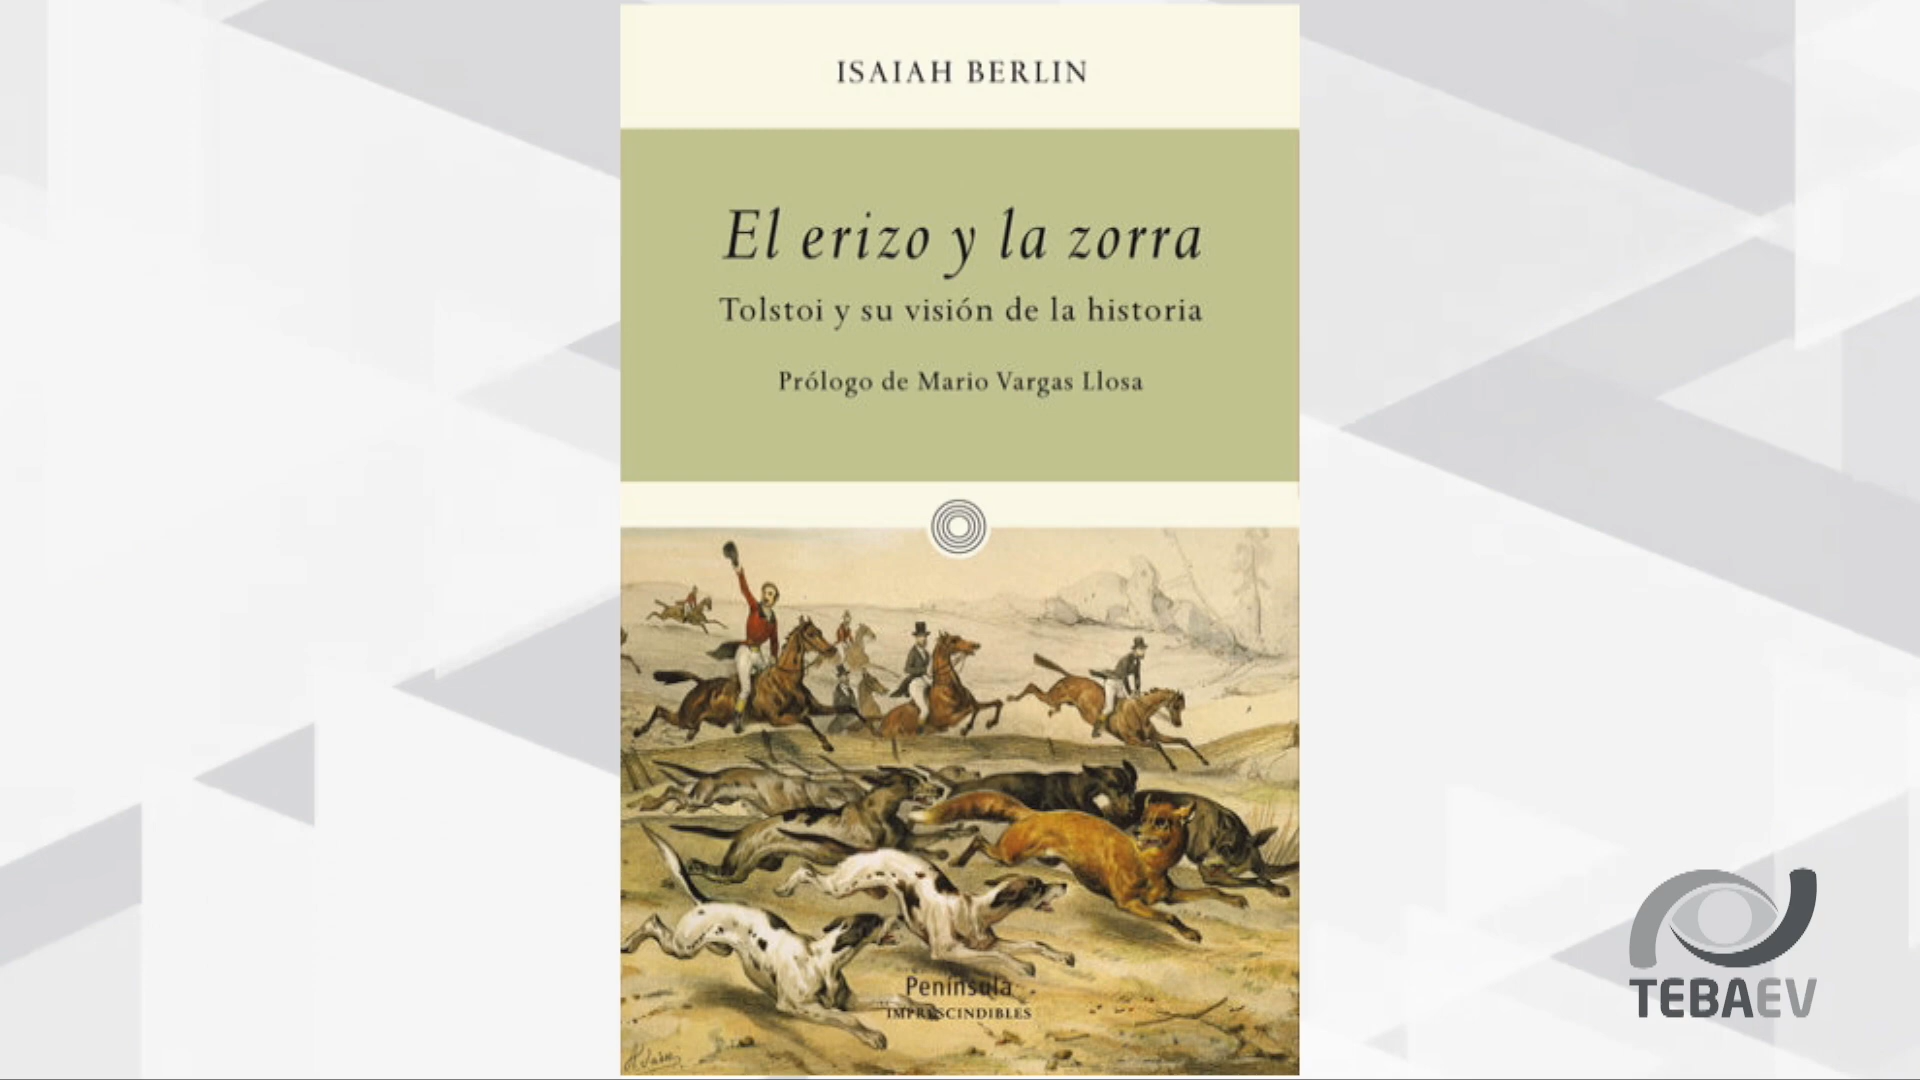 ISAIAH BERLIN
El erizo y la zorra
Tolstoi y su visión de la historia
Prólogo de Mario Vargas Llosa
Península
IMPRESCINDIBLES
TEBAEV